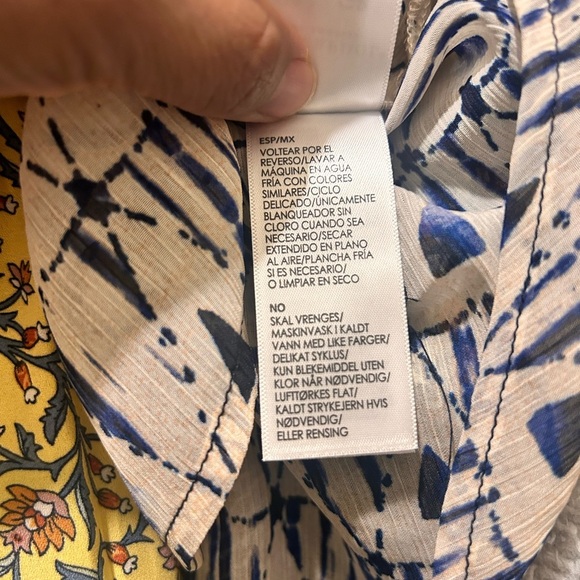 ESP/MX
VOLTEAR POR EL
REVERSO/LAVAR A
MÁQUINA EN AGUA
FRÍA CON COLORES
SIMILARES/CICLO
DELICADO/ÚNICAMENTE
BLANQUEADOR SIN
CLORO CUANDO SEA
NECESARIO/SECAR
EXTENDIDO EN PLANO
AL AIRE/PLANCHA FRÍA
SI ES NECESARIO/
O LIMPIAR EN SECO
NO
SKAL VRENGES/
MASKINVASK I KALDT
VANN MED LIKE FARGER/
DELIKAT SYKLUS/
KUN BLEKEMIDDEL UTEN
KLOR NÅR NØDVENDIG/
LUFTTØRKES FLAT/
KALDT STRYKEJERN HVIS
NØDVENDIG/
ELLER RENSING